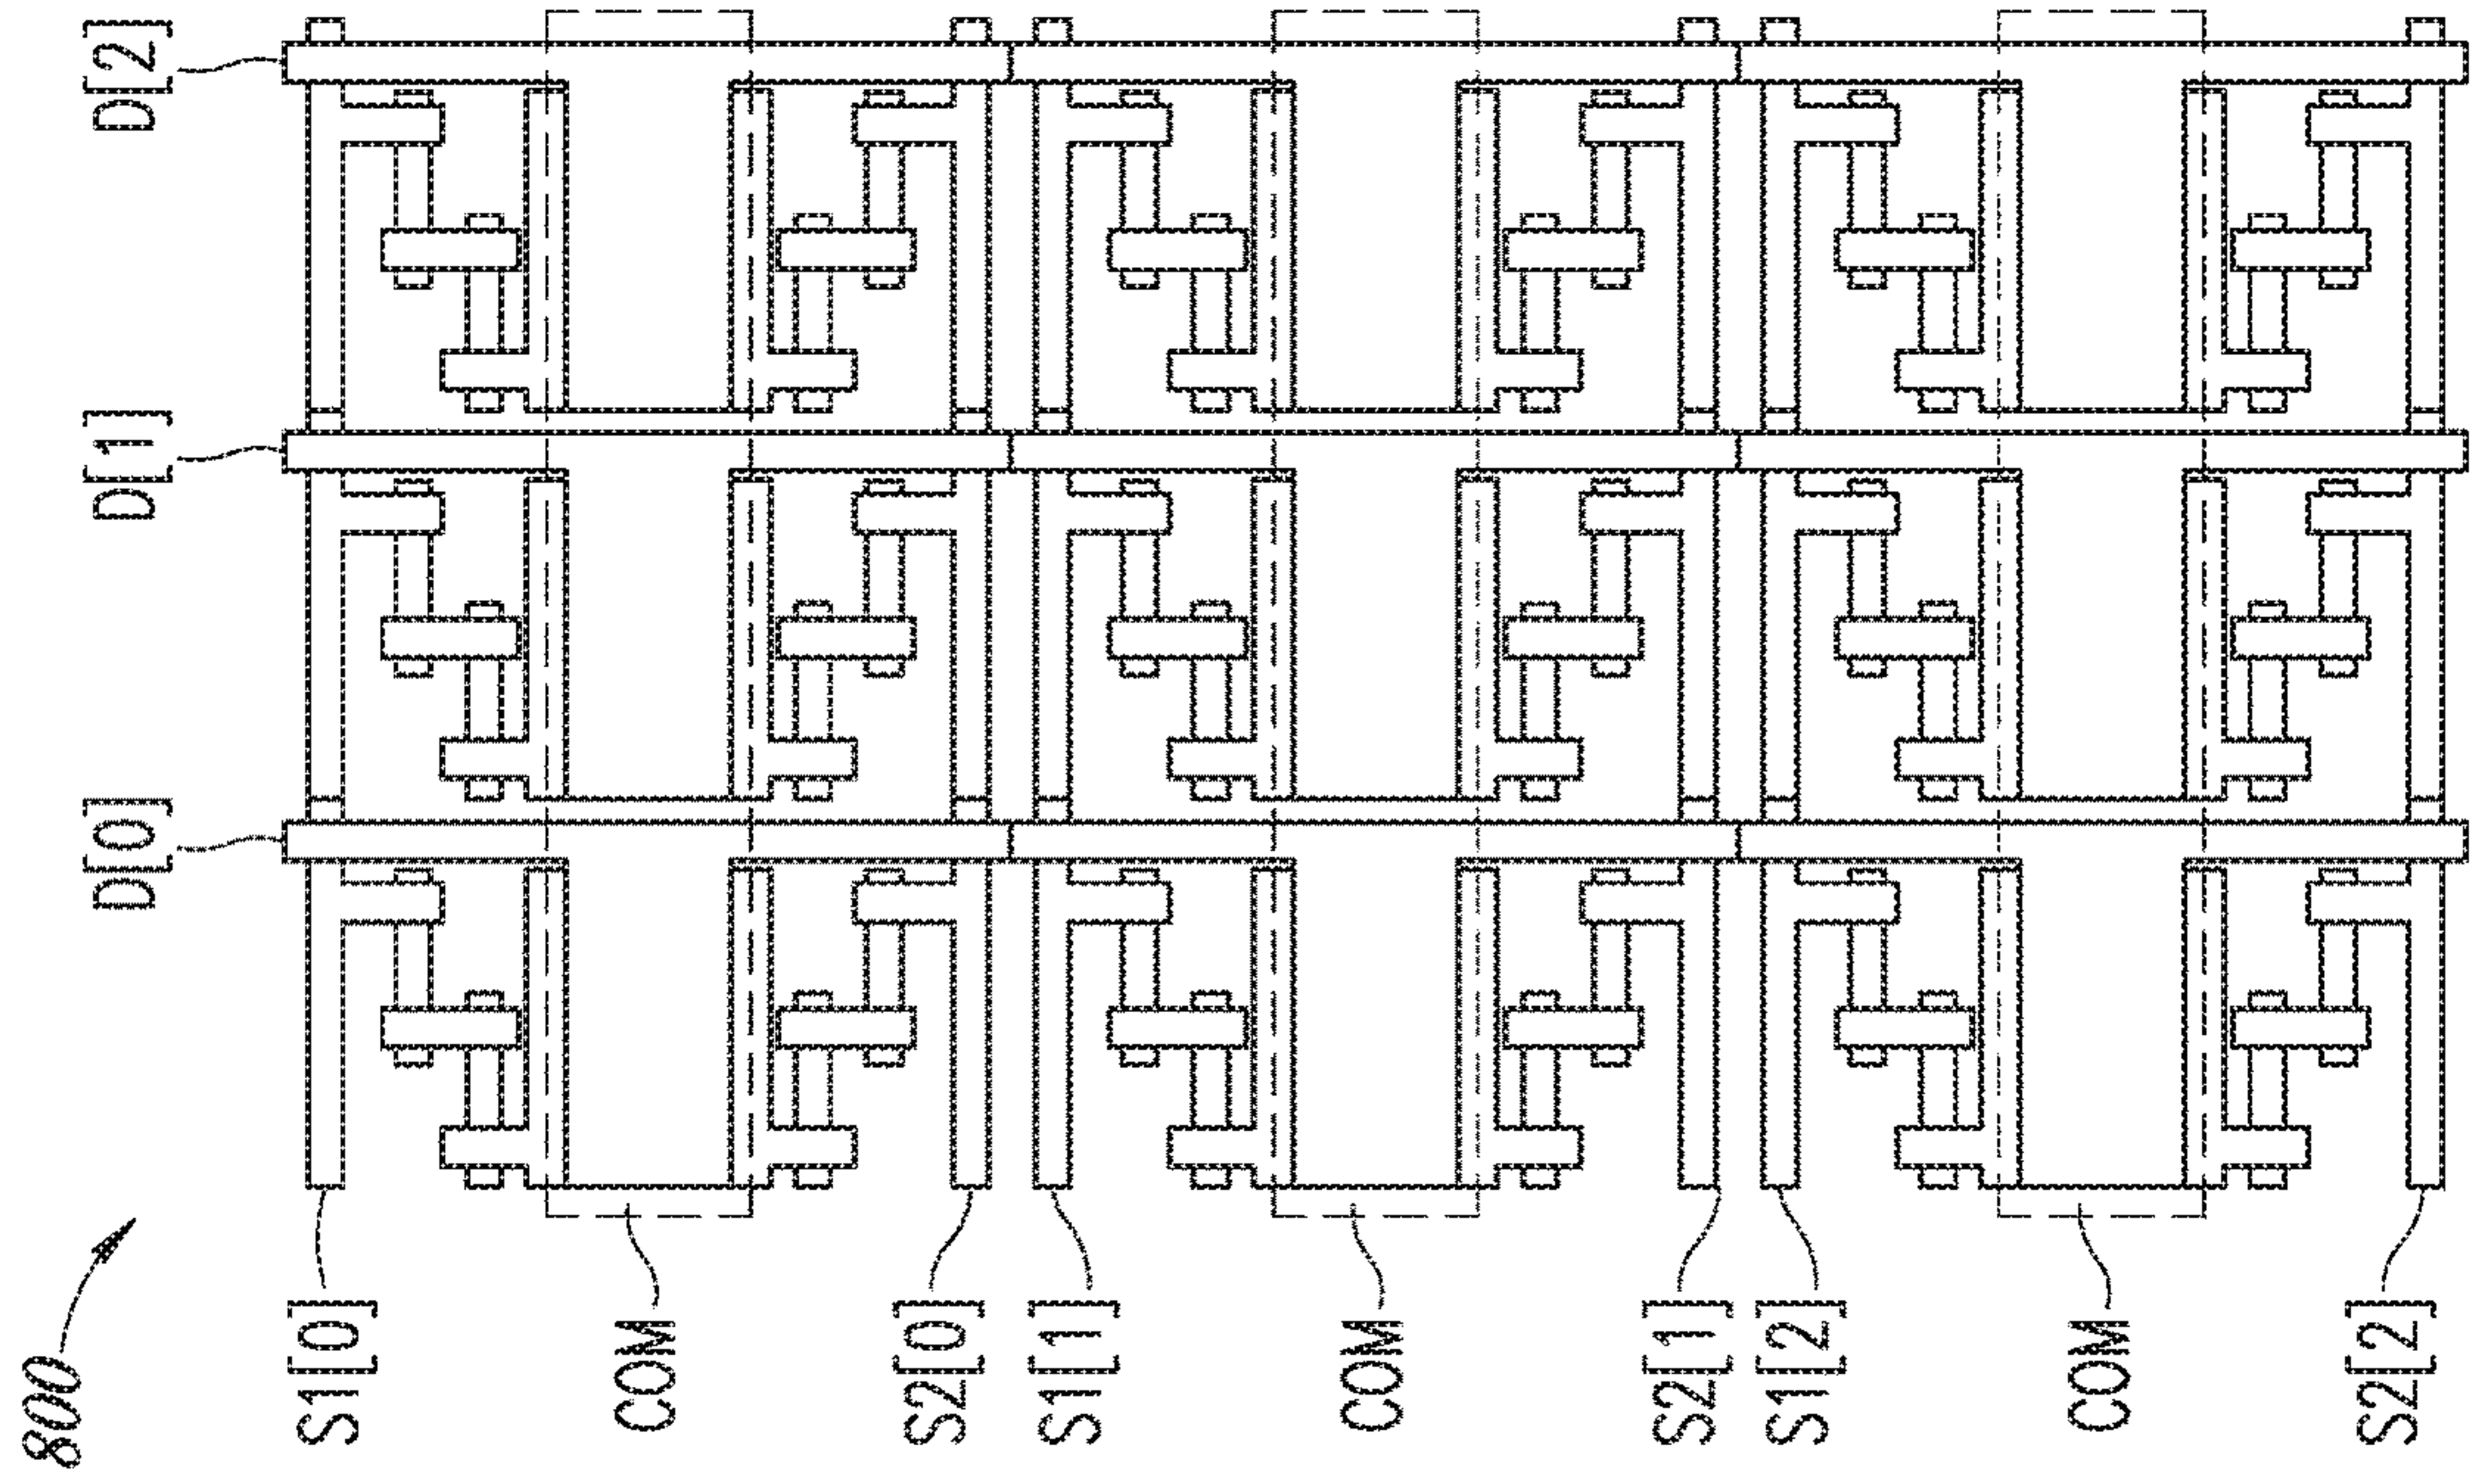 D[2]
D[1]
D[0]
800
S1[0]
COM
S2[0]
S1[1]
COM
S2[1]
S1[2]
COM
S2[2]